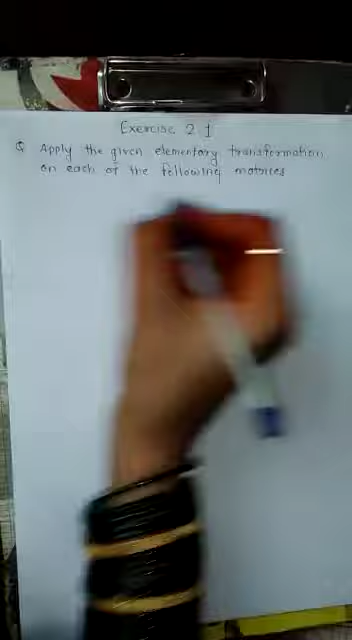 Exercise 2.1
Q Apply the given elementary transformation
on each of the following matrices